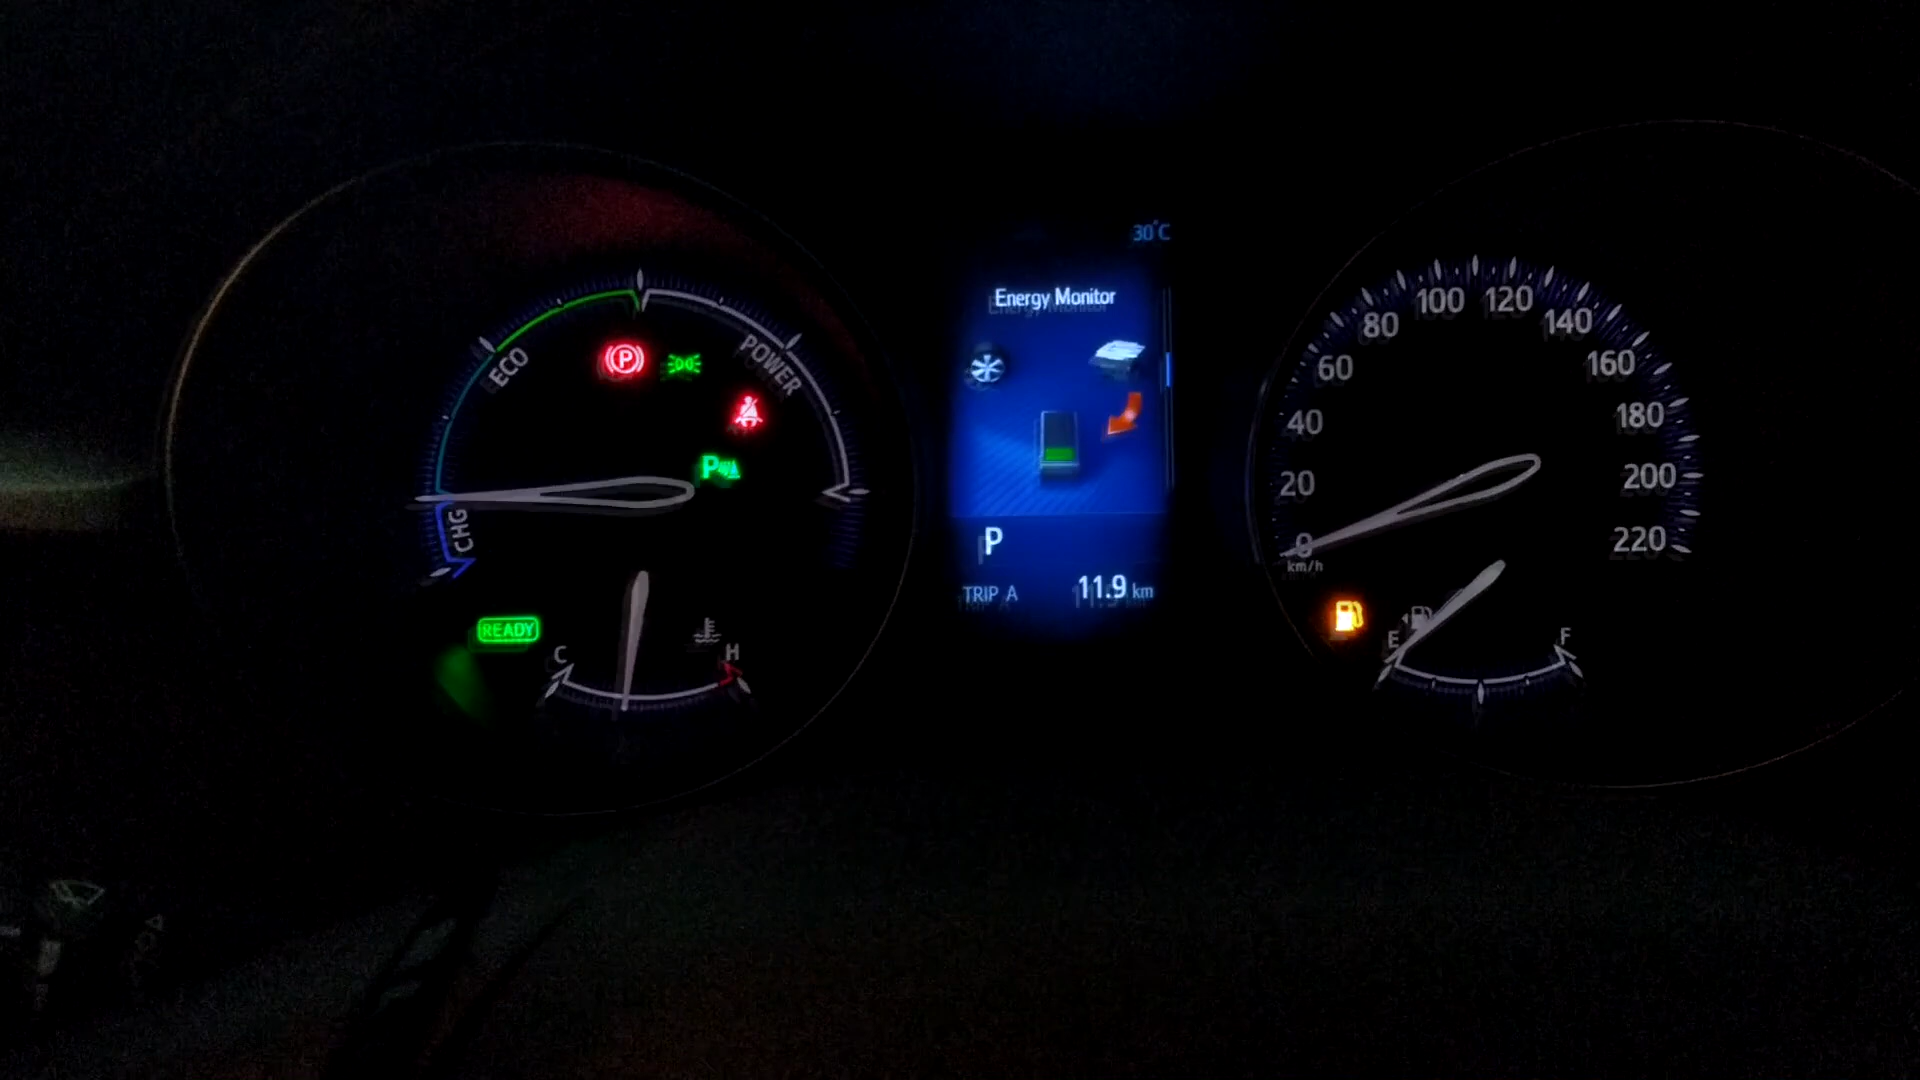 30°C
Energy Monitor
ECO
POWER
CHG
P
P
READY
C
H
P
TRIP A
11.9 km
0
20
40
60
80
100
120
140
160
180
200
220
km/h
E
F